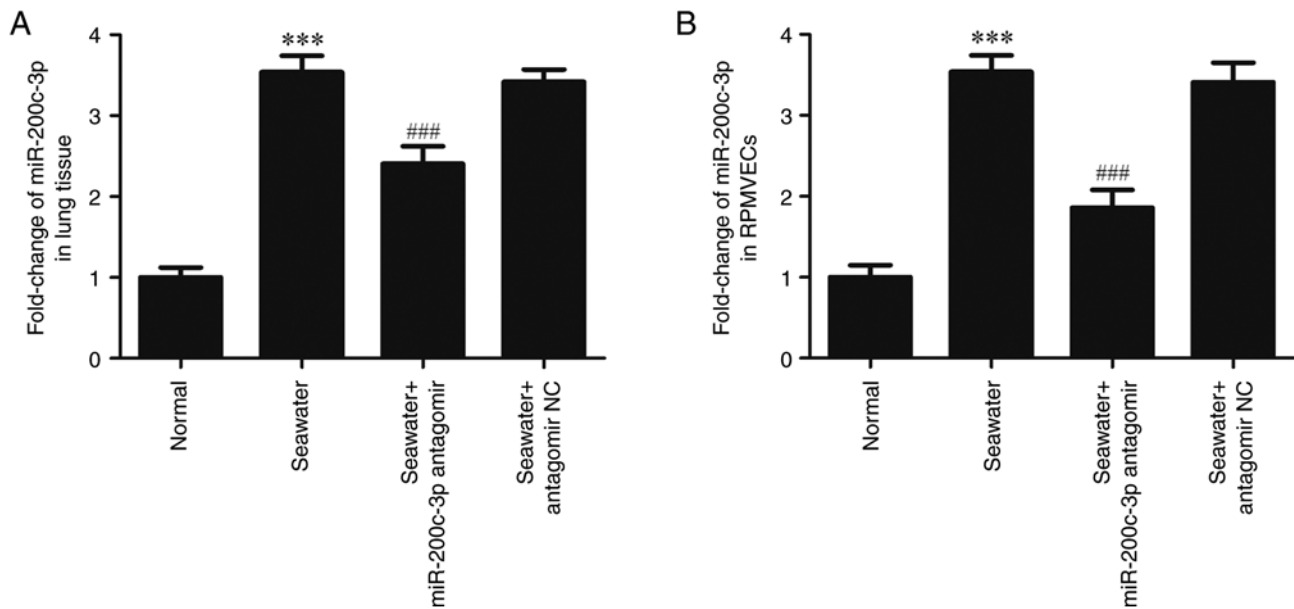 A
Fold-change of miR-200c-3p
in lung tissue
4
3
2
1
0
***
###
Normal
Seawater
Seawater+
miR-200c-3p antagomir
Seawater+
antagomir NC
B
Fold-change of miR-200c-3p
in RPMVECs
4
3
2
1
0
***
###
Normal
Seawater
Seawater+
miR-200c-3p antagomir
Seawater+
antagomir NC